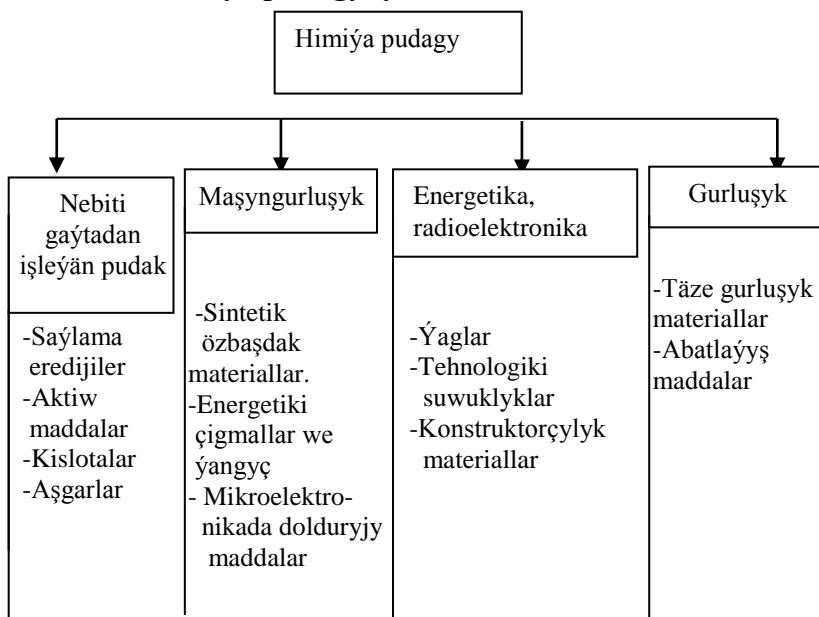 Himiýa pudagy
Nebiti
gaýtadan
işleýän pudak
-Saýlama
eredijiler
-Aktiw
maddalar
-Kislotalar
-Aşgarlar
Maşyngurluşyk
-Sintetik
özbaşdak
materiallar.
-Energetiki
çigmallar we
ýangyç
- Mikroelektro-
nikada dolduryjy
maddalar
Energetika,
radioelektronika
-Ýaglar
-Tehnologiki
suwuklyklar
-Konstruktorçylyk
materiallar
Gurluşyk
-Täze gurluşyk
materiallar
-Abatlaýyş
maddalar